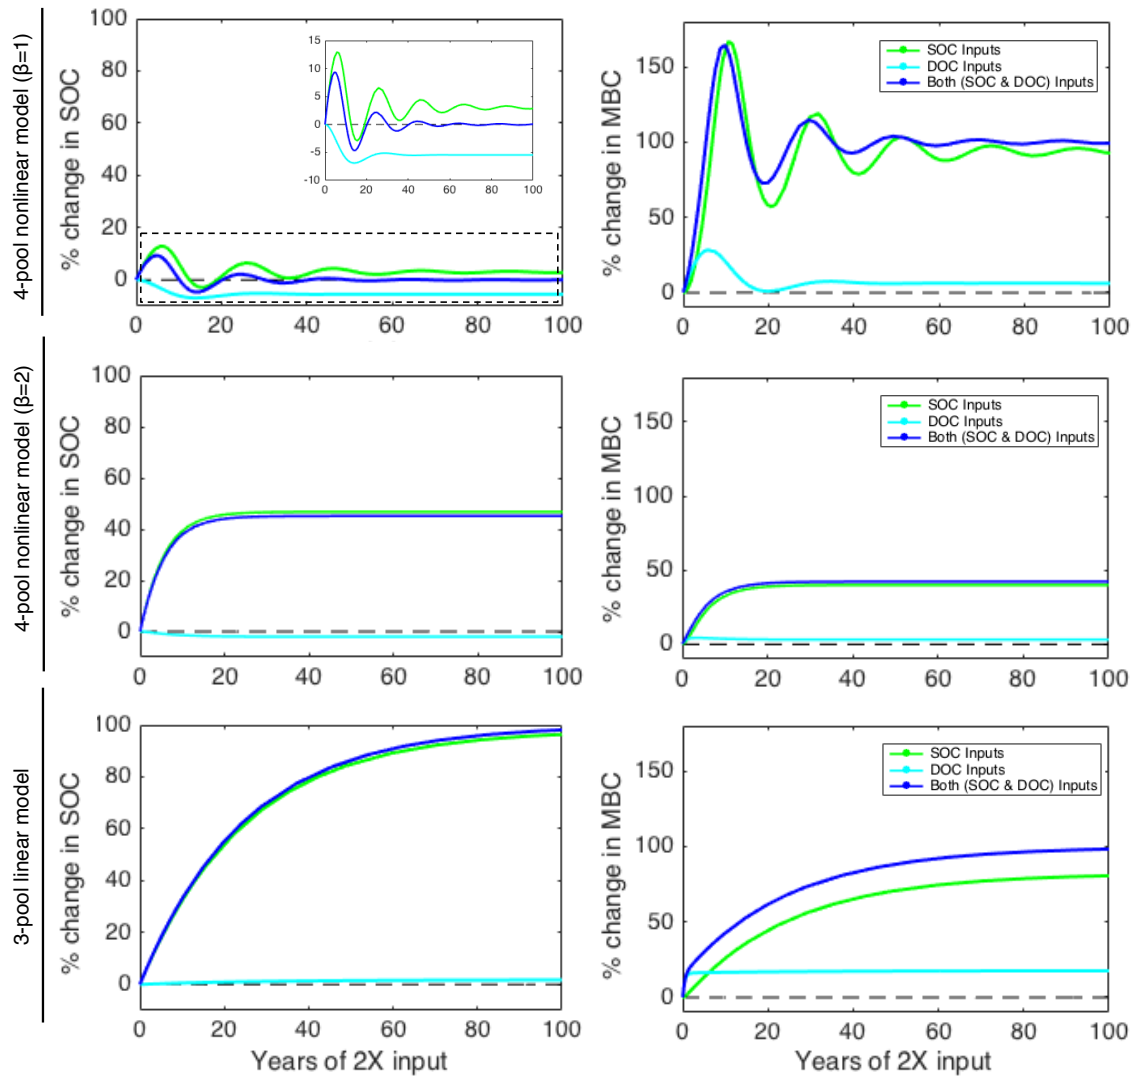 4-pool nonlinear model (β=1)
% change in SOC
100
80
60
40
20
0
0 20 40 60 80 100
15
10
5
0
-5
-10
0 20 40 60 80 100
% change in MBC
150
100
50
0
0 20 40 60 80 100
SOC Inputs
DOC Inputs
Both (SOC & DOC) Inputs
4-pool nonlinear model (β=2)
% change in SOC
100
80
60
40
20
0
0 20 40 60 80 100
% change in MBC
150
100
50
0
0 20 40 60 80 100
SOC Inputs
DOC Inputs
Both (SOC & DOC) Inputs
3-pool linear model
% change in SOC
100
80
60
40
20
0
0 20 40 60 80 100
Years of 2X input
% change in MBC
150
100
50
0
0 20 40 60 80 100
Years of 2X input
SOC Inputs
DOC Inputs
Both (SOC & DOC) Inputs